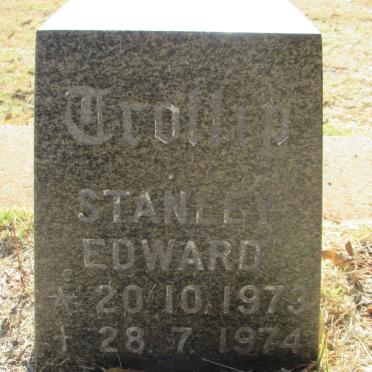 Trollip
STANLEY
EDWARD
* 20.10.1973
† 28.7.1974